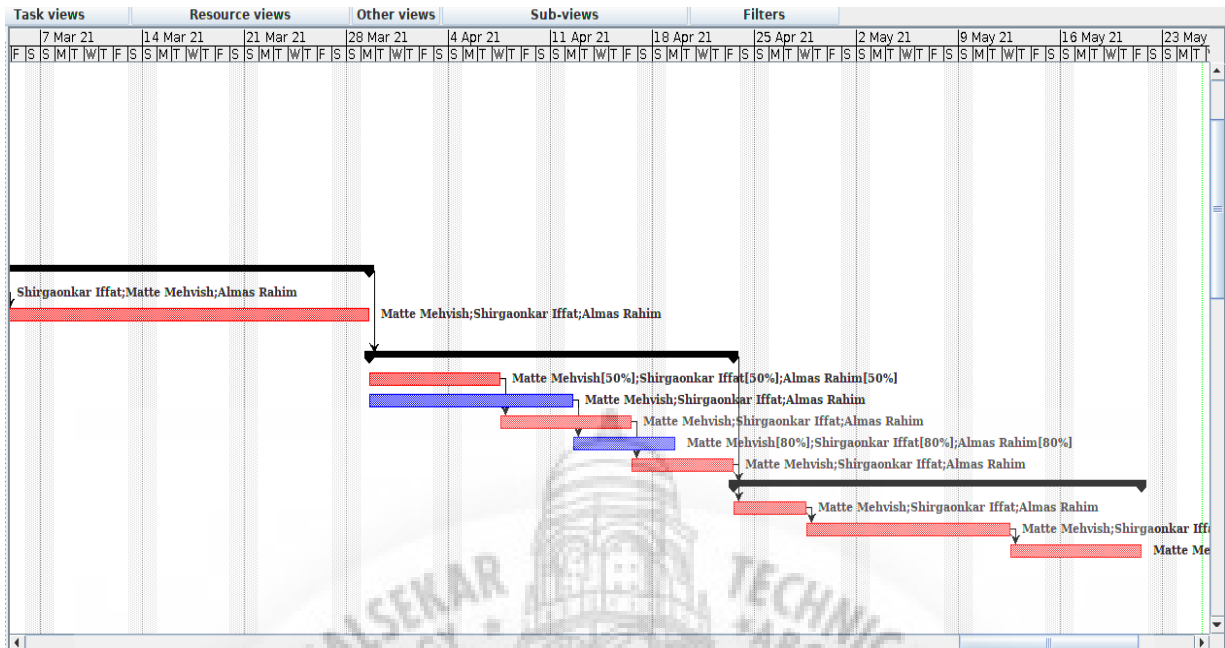 Task views Resource views Other views Sub-views Filters
7 Mar 21 14 Mar 21 21 Mar 21 28 Mar 21 4 Apr 21 11 Apr 21 18 Apr 21 25 Apr 21 2 May 21 9 May 21 16 May 21 23 May
F S S M T W T F S S M T W T F S S M T W T F S S M T W T F S S M T W T F S S M T W T F S S M T W T F S S M T W T F S S M T W T F S S M T W T F S S M T W T F S S M T
Shirgaonkar Iffat;Matte Mehvish;Almas Rahim
Matte Mehvish;Shirgaonkar Iffat;Almas Rahim
Matte Mehvish[50%];Shirgaonkar Iffat[50%];Almas Rahim[50%]
Matte Mehvish;Shirgaonkar Iffat;Almas Rahim
Matte Mehvish;Shirgaonkar Iffat;Almas Rahim
Matte Mehvish[80%];Shirgaonkar Iffat[80%];Almas Rahim[80%]
Matte Mehvish;Shirgaonkar Iffat;Almas Rahim
Matte Mehvish;Shirgaonkar Iffat;Almas Rahim
Matte Mehvish;Shirgaonkar Iffa
Matte Me
ALSEKAR TECHNIC